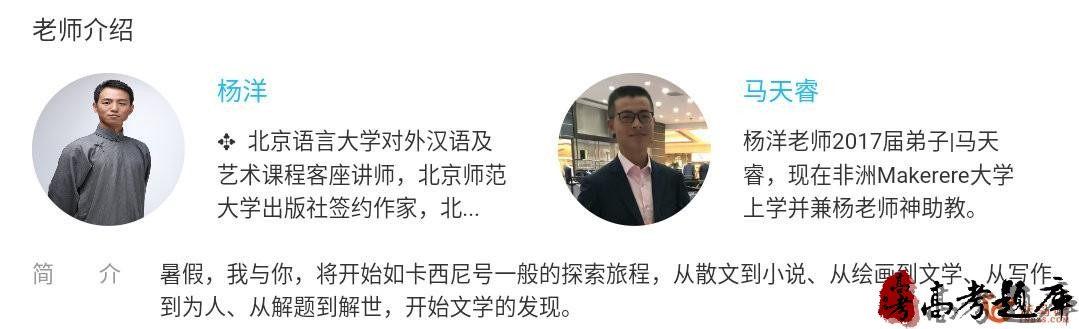 老师介绍
杨洋
马天睿
北京语言大学对外汉语及
艺术课程客座讲师，北京师范
大学出版社签约作家，北...
杨洋老师2017届弟子|马天
睿，现在非洲Makerere大学
上学并兼杨老师神助教。
简 介
暑假，我与你，将开始如卡西尼号一般的探索旅程，从散文到小说、从绘画到文学、从写作
到为人、从解题到解世，开始文学的发现。
高考
高考题库